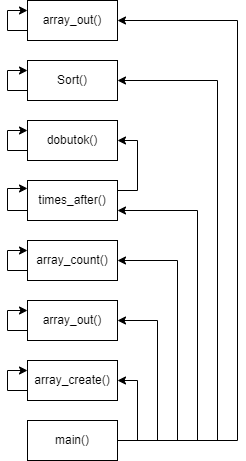 array_out()
Sort()
dobutok()
times_after()
array_count()
array_out()
array_create()
main()